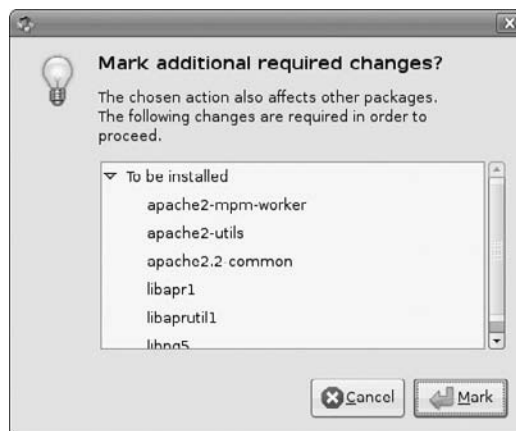 Mark additional required changes?
The chosen action also affects other packages.
The following changes are required in order to
proceed.
To be installed
apache2-mpm-worker
apache2-utils
apache2.2-common
libapr1
libaprutil1
Cancel
Mark